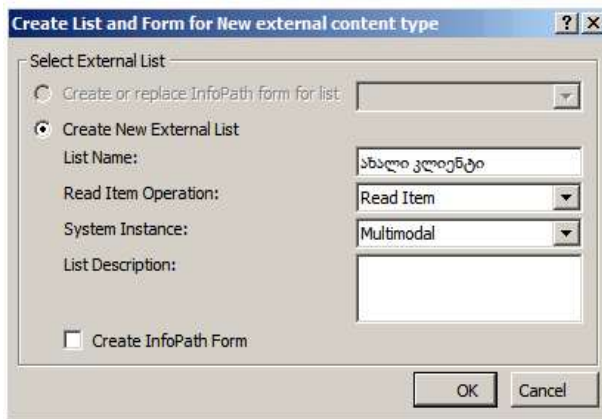 Create List and Form for New external content type
Select External List
Create or replace InfoPath form for list
Create New External List
List Name: ახალი კლიენტი
Read Item Operation: Read Item
System Instance: Multimodal
List Description:
Create InfoPath Form
OK Cancel